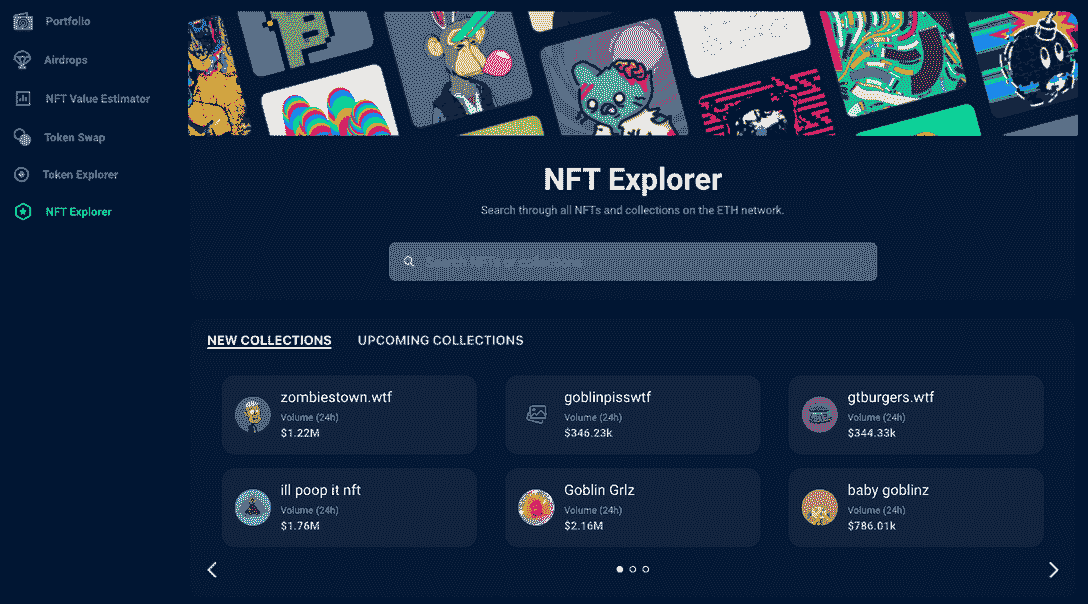 Portfolio
Airdrops
NFT Value Estimator
Token Swap
Token Explorer
NFT Explorer
NFT Explorer
Search through all NFTs and collections on the ETH network.
NEW COLLECTIONS UPCOMING COLLECTIONS
zombiestown.wtf
Volume (24h)
$1.22M
goblinpisswtf
Volume (24h)
$346.23k
gtburgers.wtf
Volume (24h)
$344.33k
ill poop it nft
Volume (24h)
$1.76M
Goblin Grlz
Volume (24h)
$2.16M
baby goblinz
Volume (24h)
$786.01k